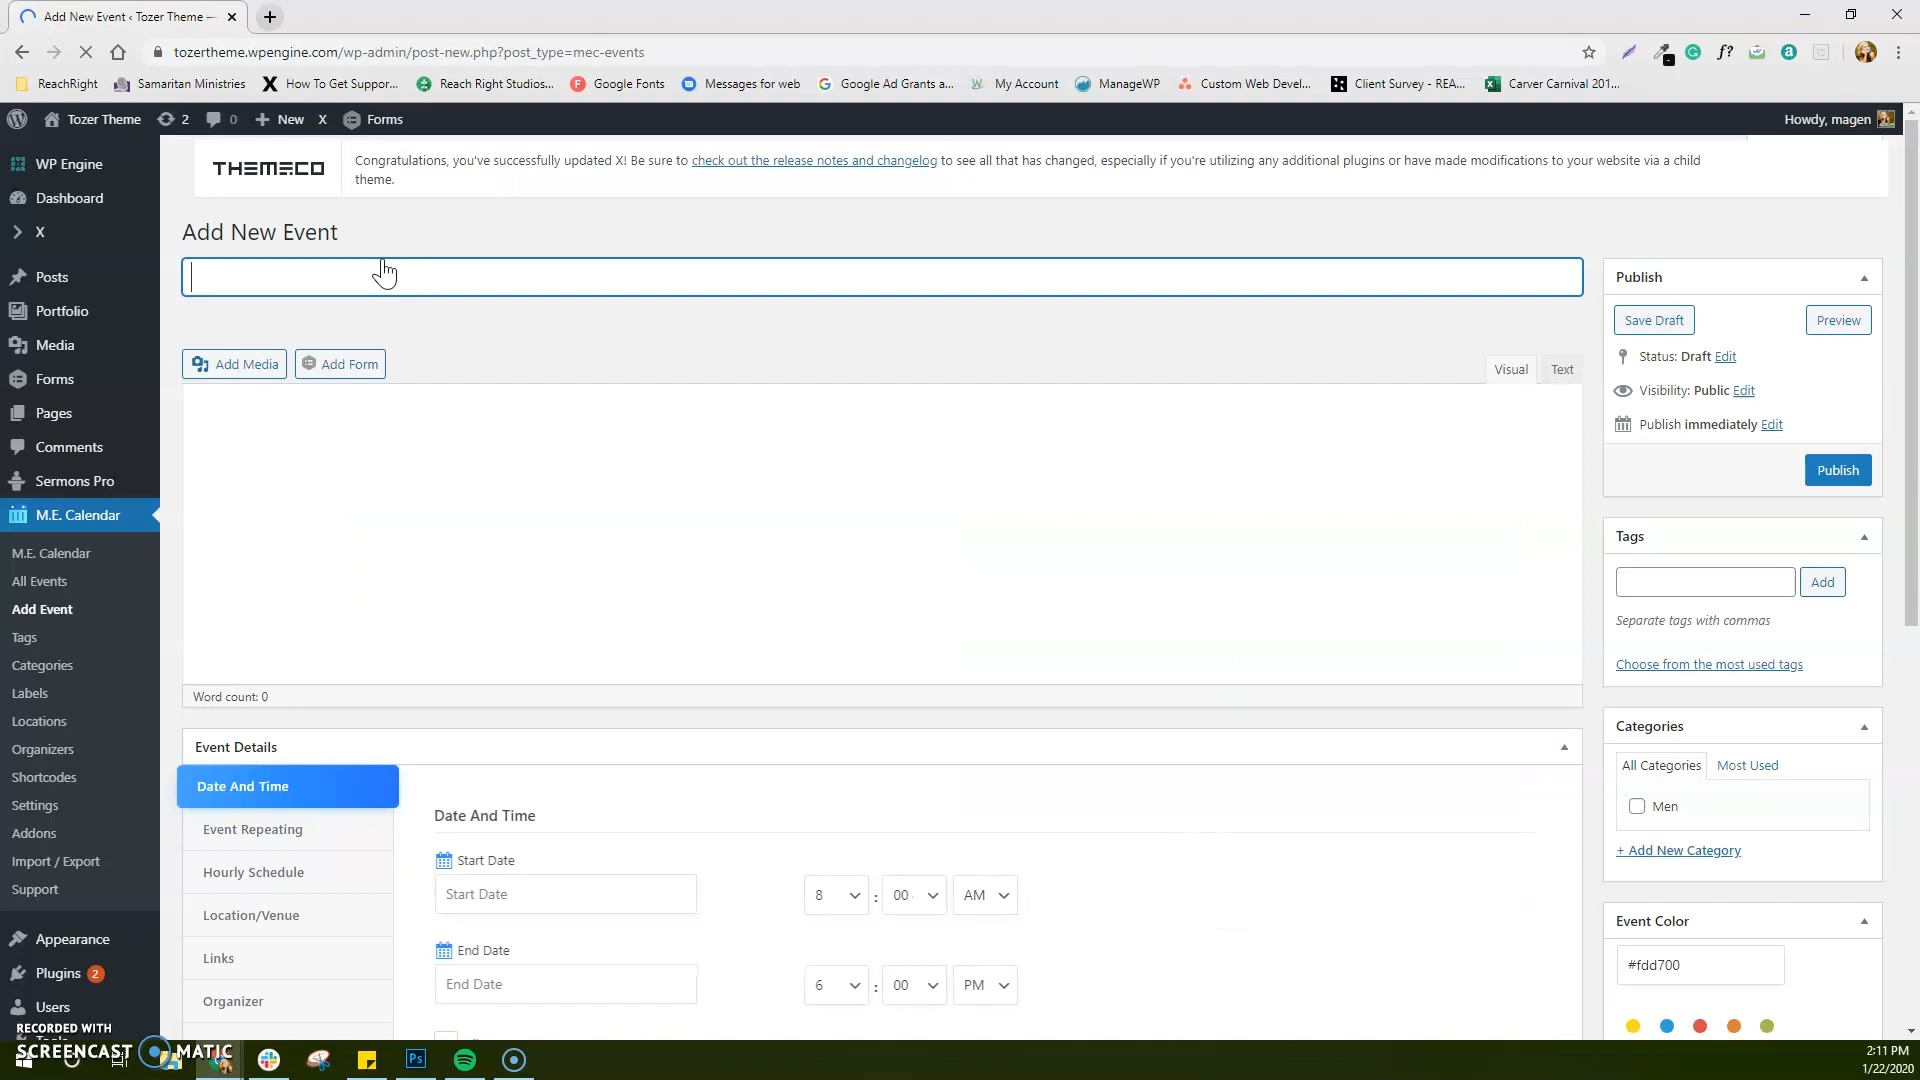 Add New Event ‹ Tozer Theme —
tozertheme.wpengine.com/wp-admin/post-new.php?post_type=mec-events
f?
ReachRight
Samaritan Ministries
How To Get Suppor...
Reach Right Studios...
Google Fonts
Messages for web
Google Ad Grants a...
My Account
ManageWP
Custom Web Devel...
Client Survey - REA...
Carver Carnival 201...
Tozer Theme
2
0
New
X
Forms
Howdy, magen
WP Engine
Dashboard
X
Posts
Portfolio
Media
Forms
Pages
Comments
Sermons Pro
M.E. Calendar
M.E. Calendar
All Events
Add Event
Tags
Categories
Labels
Locations
Organizers
Shortcodes
Settings
Addons
Import / Export
Support
Appearance
Plugins 2
Users
THEMECO
Congratulations, you've successfully updated X! Be sure to check out the release notes and changelog to see all that has changed, especially if you're utilizing any additional plugins or have made modifications to your website via a child
theme.
Add New Event
Add Media
Add Form
Visual
Text
Word count: 0
Event Details
Date And Time
Event Repeating
Hourly Schedule
Location/Venue
Links
Organizer
Date And Time
Start Date
Start Date
8 : 00 AM
End Date
End Date
6 : 00 PM
Publish
Save Draft
Preview
Status: Draft Edit
Visibility: Public Edit
Publish immediately Edit
Publish
Tags
Add
Separate tags with commas
Choose from the most used tags
Categories
All Categories
Most Used
Men
+ Add New Category
Event Color
#fdd700
RECORDED WITH
SCREENCAST MATIC
Ps
2:11 PM
1/22/2020